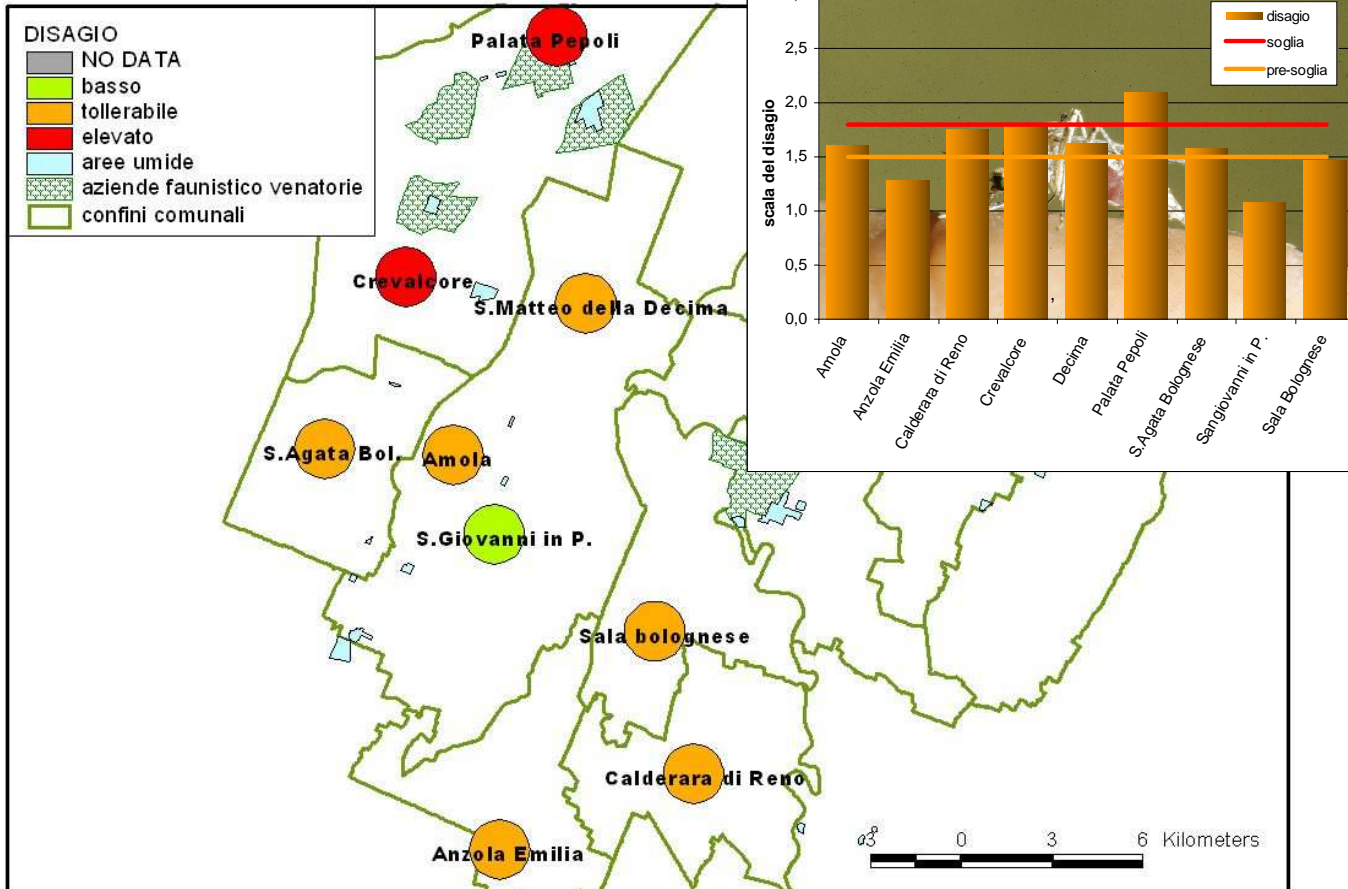 DISAGIO
NO DATA
basso
tollerabile
elevato
aree umide
aziende faunistico venatorie
confini comunali
Palata Pepoli
Crevalcore
S.Matteo della Decima
S.Agata Bol.
Amola
S.Giovanni in P.
Sala bolognese
Calderara di Reno
Anzola Emilia
3 0 3 6 Kilometers
disagio
soglia
pre-soglia
scala del disagio
2,5
2,0
1,5
1,0
0,5
0,0
,
Amola
Anzola Emilia
Calderara di Reno
Crevalcore
Decima
Palata Pepoli
S.Agata Bolognese
Sangiovanni in P.
Sala Bolognese